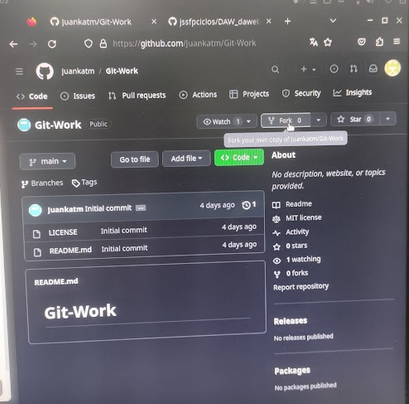 Juankatm/Git-Work
jssfpciclos/DAW_dawe
https://github.com/Juankatm/Git-Work
Juankatm / Git-Work
Code
Issues
Pull requests
Actions
Projects
Security
Insights
Git-Work
Public
Watch 1
Fork 0
Star 0
Fork your own copy of Juankatm/Git-Work
main
Go to file
Add file
Code
Branches
Tags
Juankatm Initial commit
4 days ago
1
LICENSE
Initial commit
4 days ago
README.md
Initial commit
4 days ago
README.md
Git-Work
About
No description, website, or topics
provided.
Readme
MIT license
Activity
0 stars
1 watching
0 forks
Report repository
Releases
No releases published
Packages
No packages published